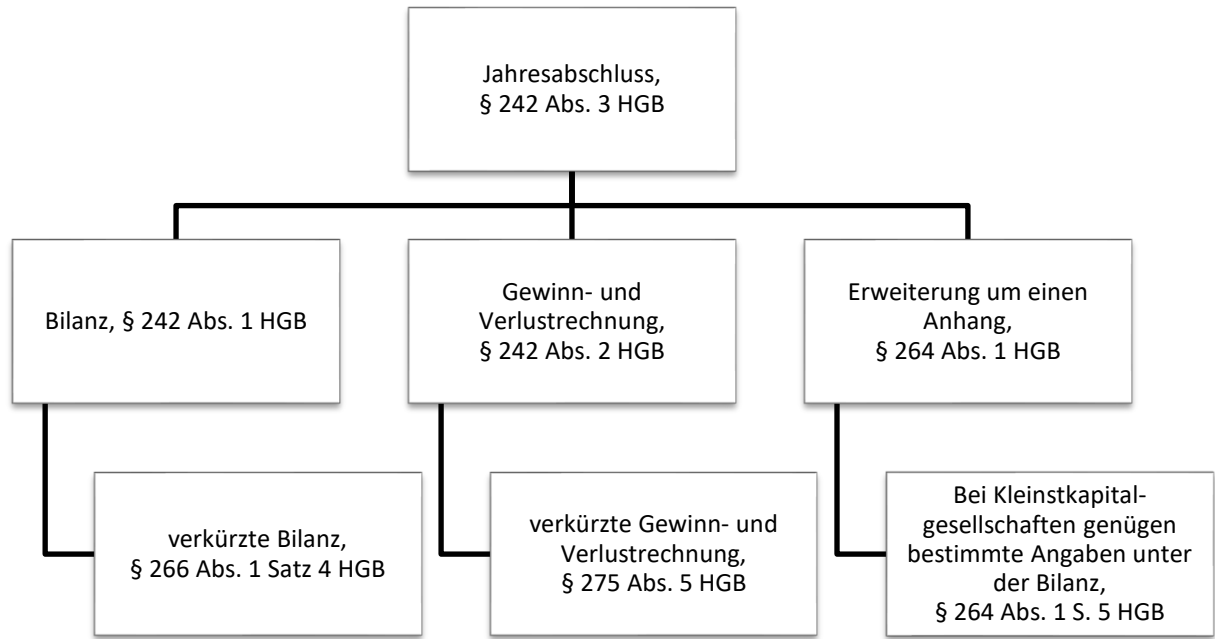 Jahresabschluss,
§ 242 Abs. 3 HGB
Bilanz, § 242 Abs. 1 HGB
Gewinn- und
Verlustrechnung,
§ 242 Abs. 2 HGB
Erweiterung um einen
Anhang,
§ 264 Abs. 1 HGB
verkürzte Bilanz,
§ 266 Abs. 1 Satz 4 HGB
verkürzte Gewinn- und
Verlustrechnung,
§ 275 Abs. 5 HGB
Bei Kleinstkapital-
gesellschaften genügen
bestimmte Angaben unter
der Bilanz,
§ 264 Abs. 1 S. 5 HGB